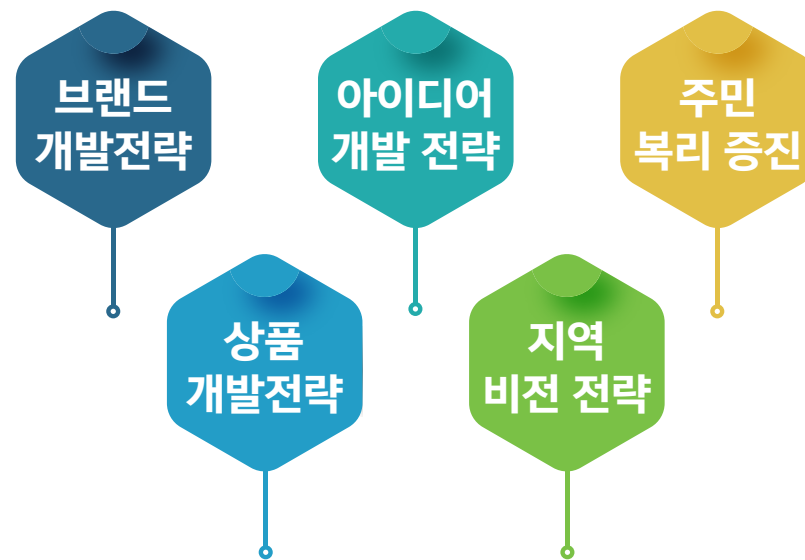 브랜드
개발전략
아이디어
개발 전략
주민
복리 증진
상품
개발전략
지역
비전 전략